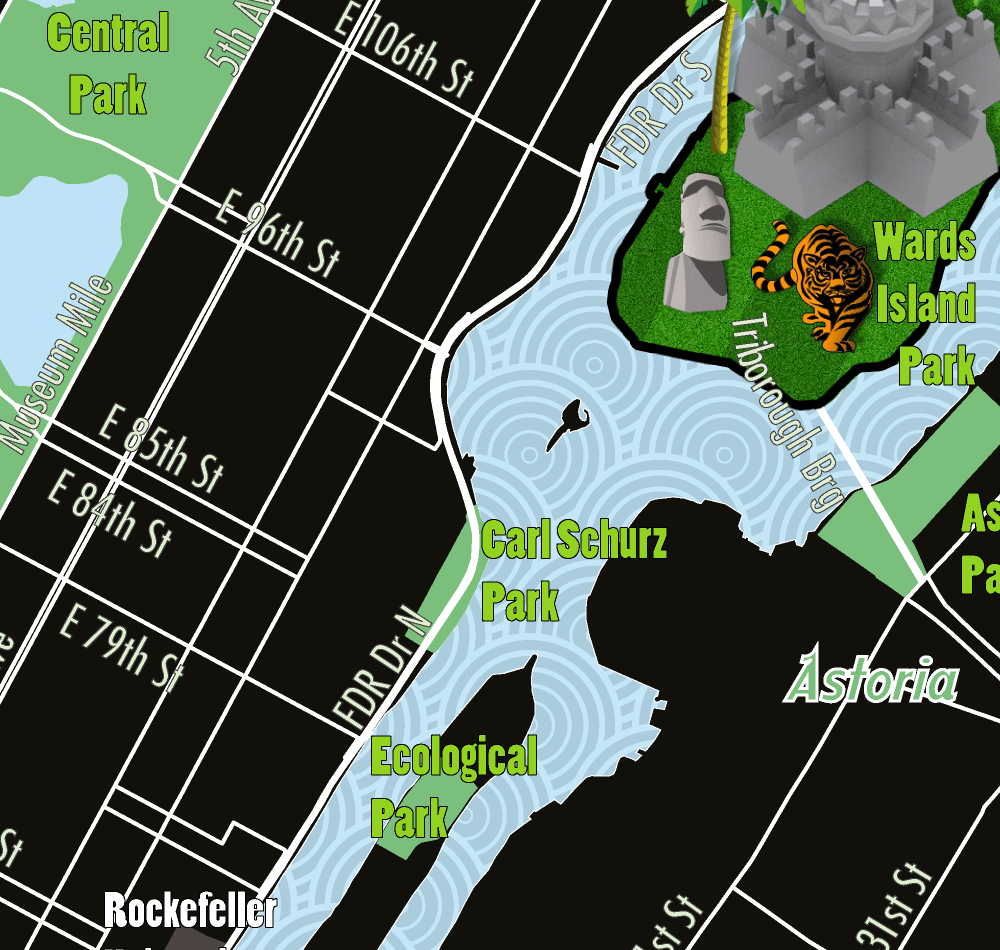 Central
Park
5th Av
E 106th St
FDR Dr S
E 96th St
Wards
Island
Park
Museum Mile
Triborough Brg
E 85th St
E 84th St
Carl Schurz
Park
As
Pa
E 79th St
FDR Dr N
Astoria
Ecological
Park
St
Rockefeller
1st St
31st St